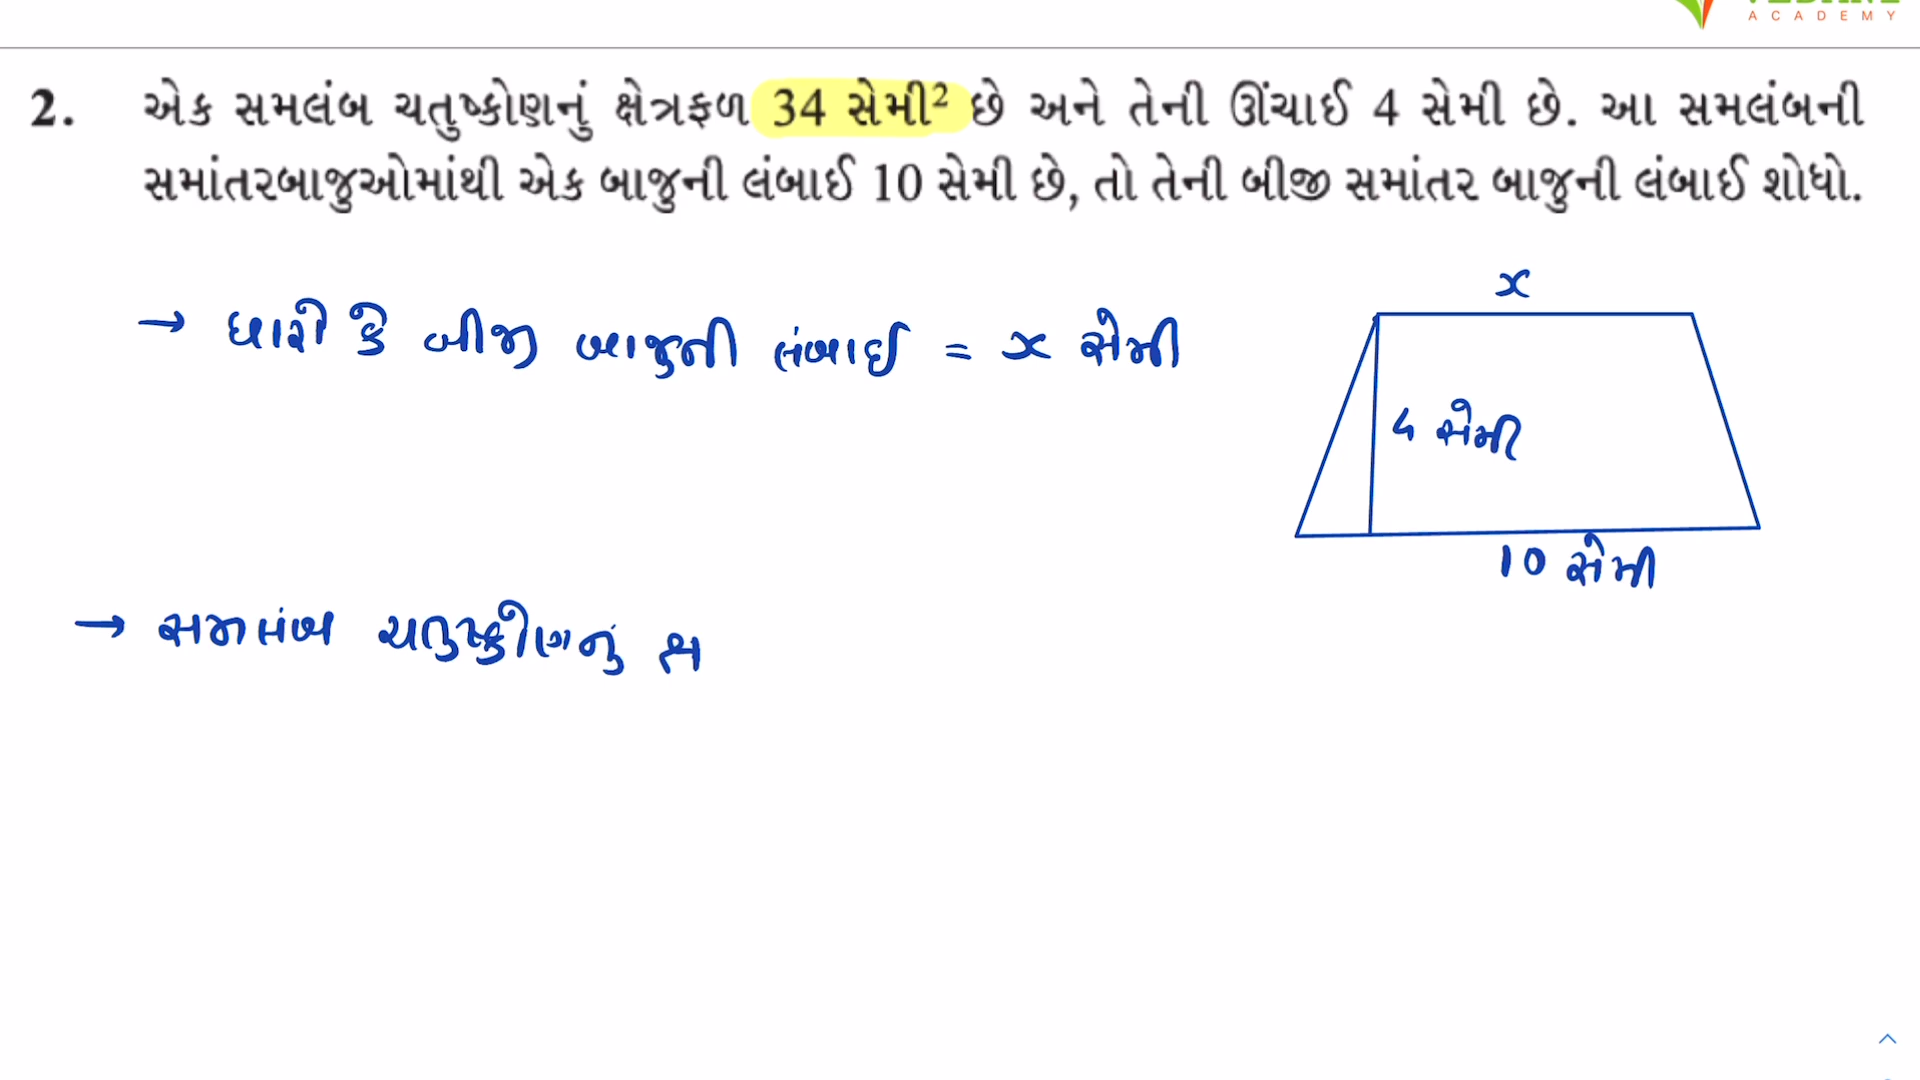 ACADEMY
2. એક સમલંબ ચતુષ્કોણનું ક્ષેત્રફળ 34 સેમી² છે અને તેની ઊંચાઈ 4 સેમી છે. આ સમલંબની
સમાંતરબાજુઓમાંથી એક બાજુની લંબાઈ 10 સેમી છે, તો તેની બીજી સમાંતર બાજુની લંબાઈ શોધો.
→ ધારો કે બીજી બાજુની લંબાઈ = x સેમી
x
4 સેમી
10 સેમી
→ સમલંબ ચતુષ્કોણનું ક્ષ